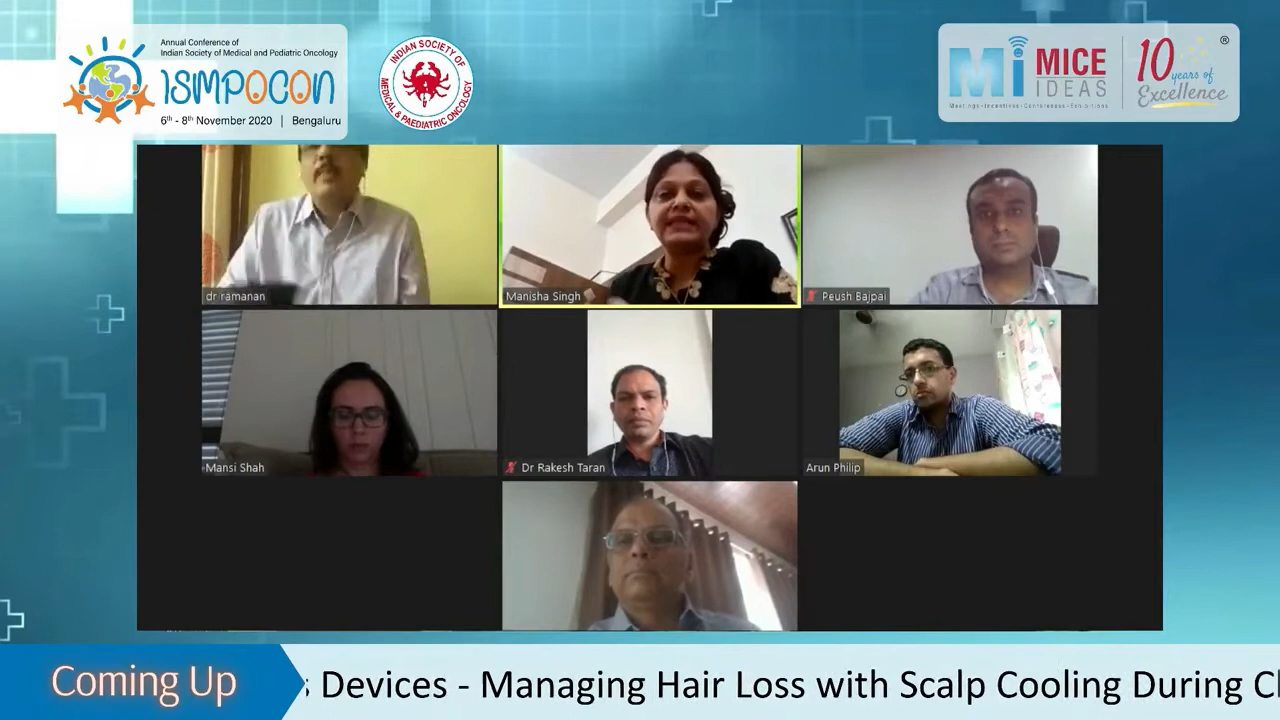 Annual Conference of
Indian Society of Medical and Pediatric Oncology
ISMPOCON
6th - 8th November 2020 | Bengaluru
INDIAN SOCIETY OF
MEDICAL & PAEDIATRIC ONCOLOGY
Mi MICE
IDEAS
Meetings • Incentives • Conferences • Exhibitions
10
years of
Excellence
®
dr ramanan
Manisha Singh
Peush Bajpai
Mansi Shah
Dr Rakesh Taran
Arun Philip
Coming Up
s Devices - Managing Hair Loss with Scalp Cooling During C